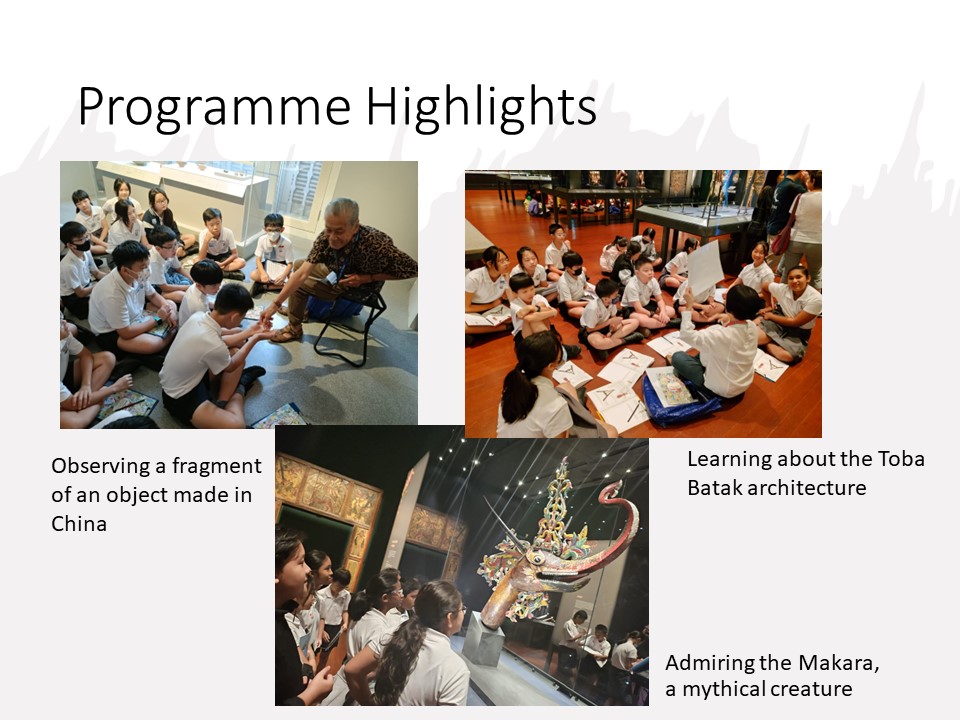 Programme Highlights
Observing a fragment
of an object made in
China
Learning about the Toba
Batak architecture
Admiring the Makara,
a mythical creature